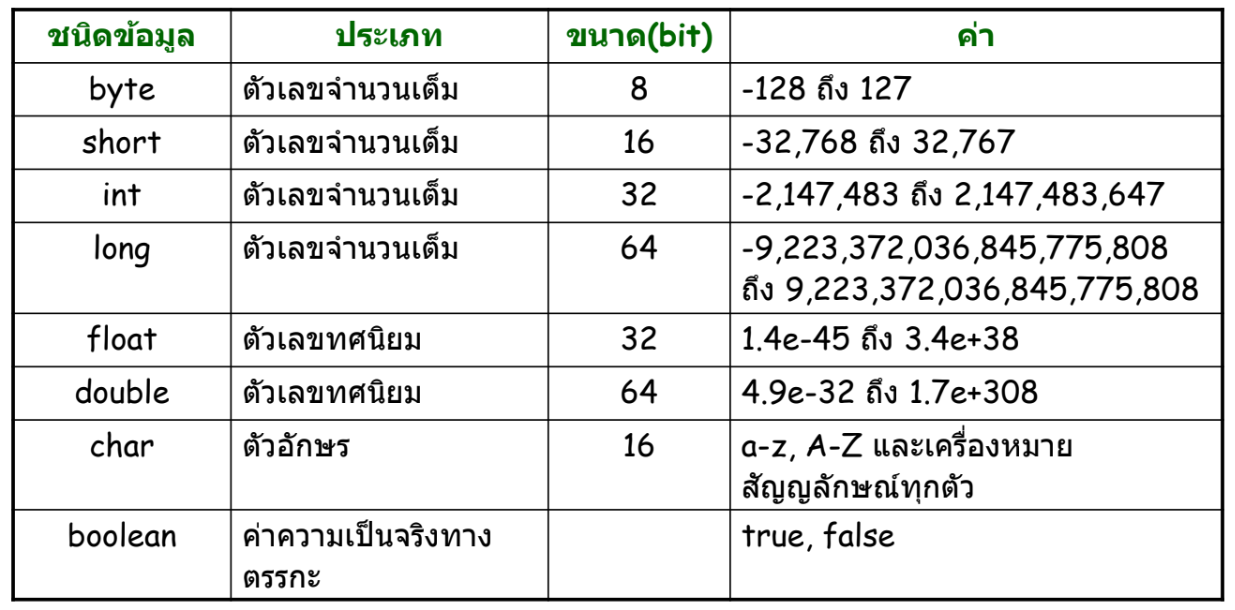 ชนิดข้อมูล ประเภท ขนาด(bit) ค่า
byte ตัวเลขจำนวนเต็ม 8 -128 ถึง 127
short ตัวเลขจำนวนเต็ม 16 -32,768 ถึง 32,767
int ตัวเลขจำนวนเต็ม 32 -2,147,483 ถึง 2,147,483,647
long ตัวเลขจำนวนเต็ม 64 -9,223,372,036,845,775,808
ถึง 9,223,372,036,845,775,808
float ตัวเลขทศนิยม 32 1.4e-45 ถึง 3.4e+38
double ตัวเลขทศนิยม 64 4.9e-32 ถึง 1.7e+308
char ตัวอักษร 16 a-z, A-Z และเครื่องหมาย
สัญญลักษณ์ทุกตัว
boolean ค่าความเป็นจริงทาง true, false
ตรรกะ